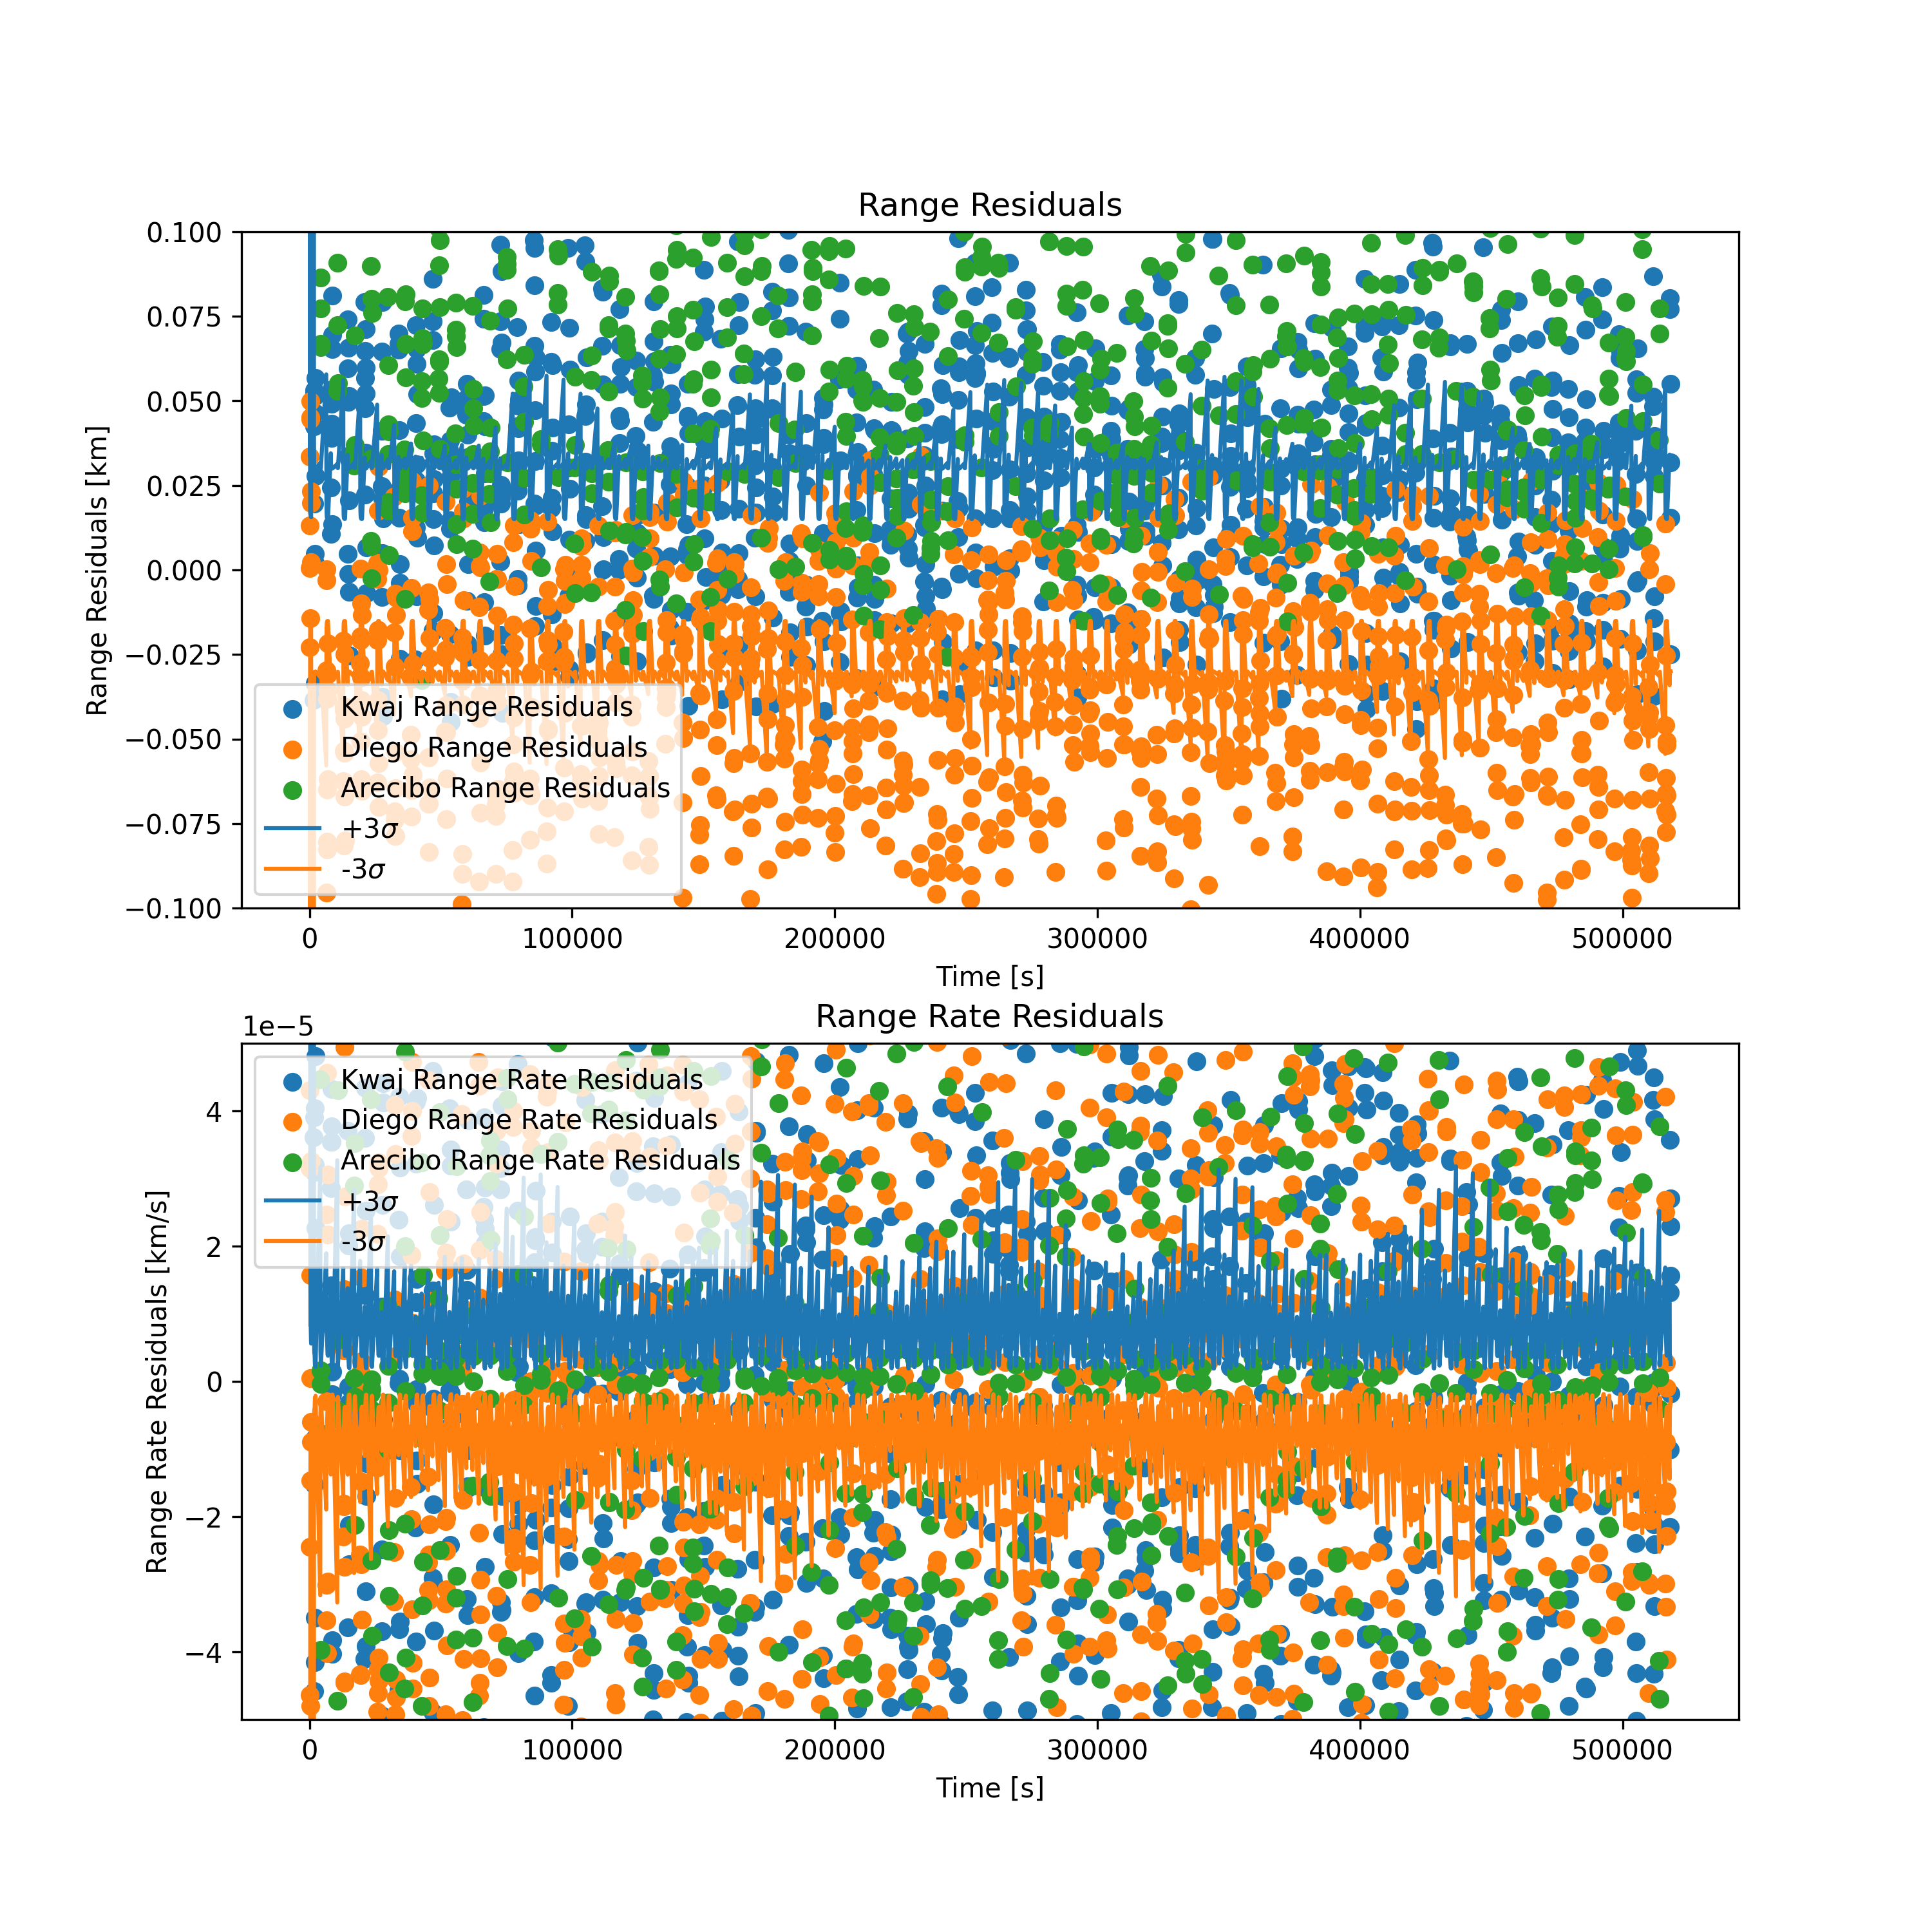 Range Residuals
0.100
0.075
0.050
0.025
0.000
−0.025
−0.050
−0.075
−0.100
Range Residuals [km]
Kwaj Range Residuals
Diego Range Residuals
Arecibo Range Residuals
+3σ
-3σ
0 100000 200000 300000 400000 500000
Time [s]
Range Rate Residuals
1e−5
4
2
0
−2
−4
Range Rate Residuals [km/s]
Kwaj Range Rate Residuals
Diego Range Rate Residuals
Arecibo Range Rate Residuals
+3σ
-3σ
0 100000 200000 300000 400000 500000
Time [s]